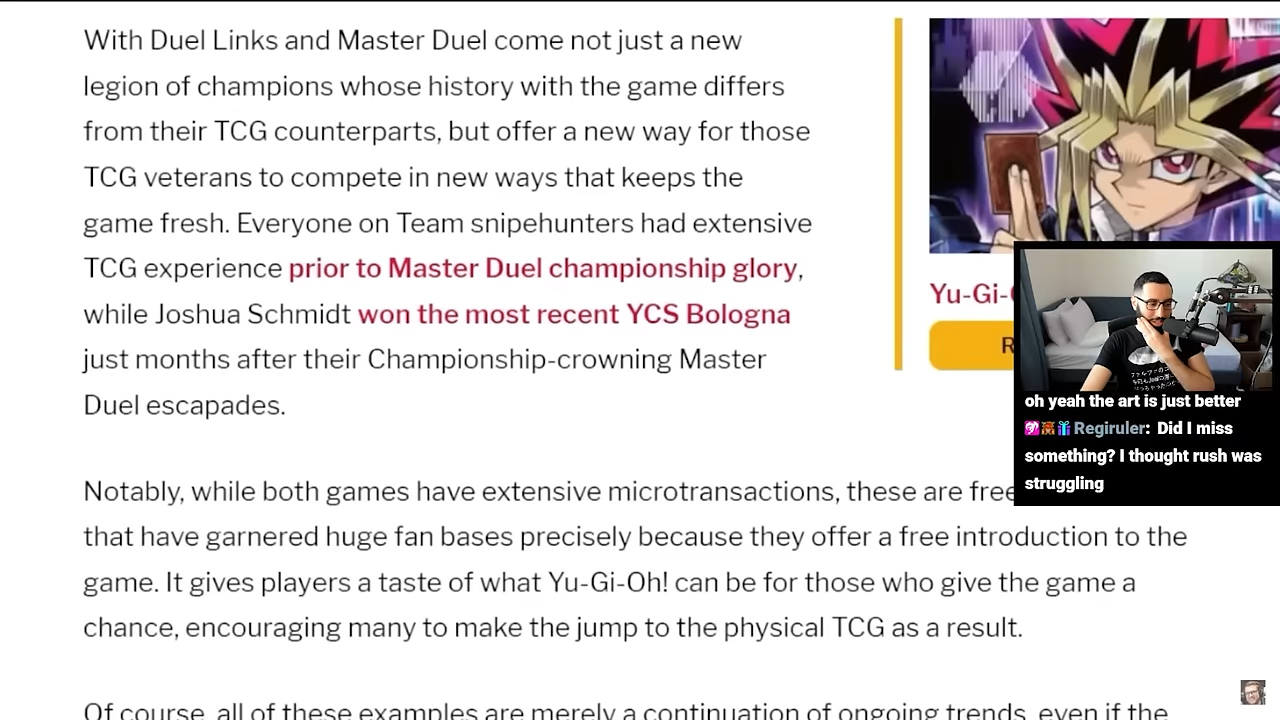 With Duel Links and Master Duel come not just a new
legion of champions whose history with the game differs
from their TCG counterparts, but offer a new way for those
TCG veterans to compete in new ways that keeps the
game fresh. Everyone on Team snipehunters had extensive
TCG experience prior to Master Duel championship glory,
while Joshua Schmidt won the most recent YCS Bologna
just months after their Championship-crowning Master
Duel escapades.
Yu-Gi-
R
oh yeah the art is just better
Regiruler: Did I miss
something? I thought rush was
struggling
Notably, while both games have extensive microtransactions, these are free
that have garnered huge fan bases precisely because they offer a free introduction to the
game. It gives players a taste of what Yu-Gi-Oh! can be for those who give the game a
chance, encouraging many to make the jump to the physical TCG as a result.
Of course, all of these examples are merely a continuation of ongoing trends, even if the